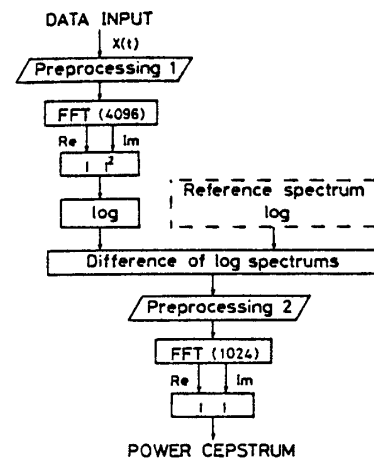 DATA INPUT
X(t)
Preprocessing 1
FFT (4096)
Re Im
| |²
log
Reference spectrum
log
Difference of log spectrums
Preprocessing 2
FFT (1024)
Re Im
| |
POWER CEPSTRUM